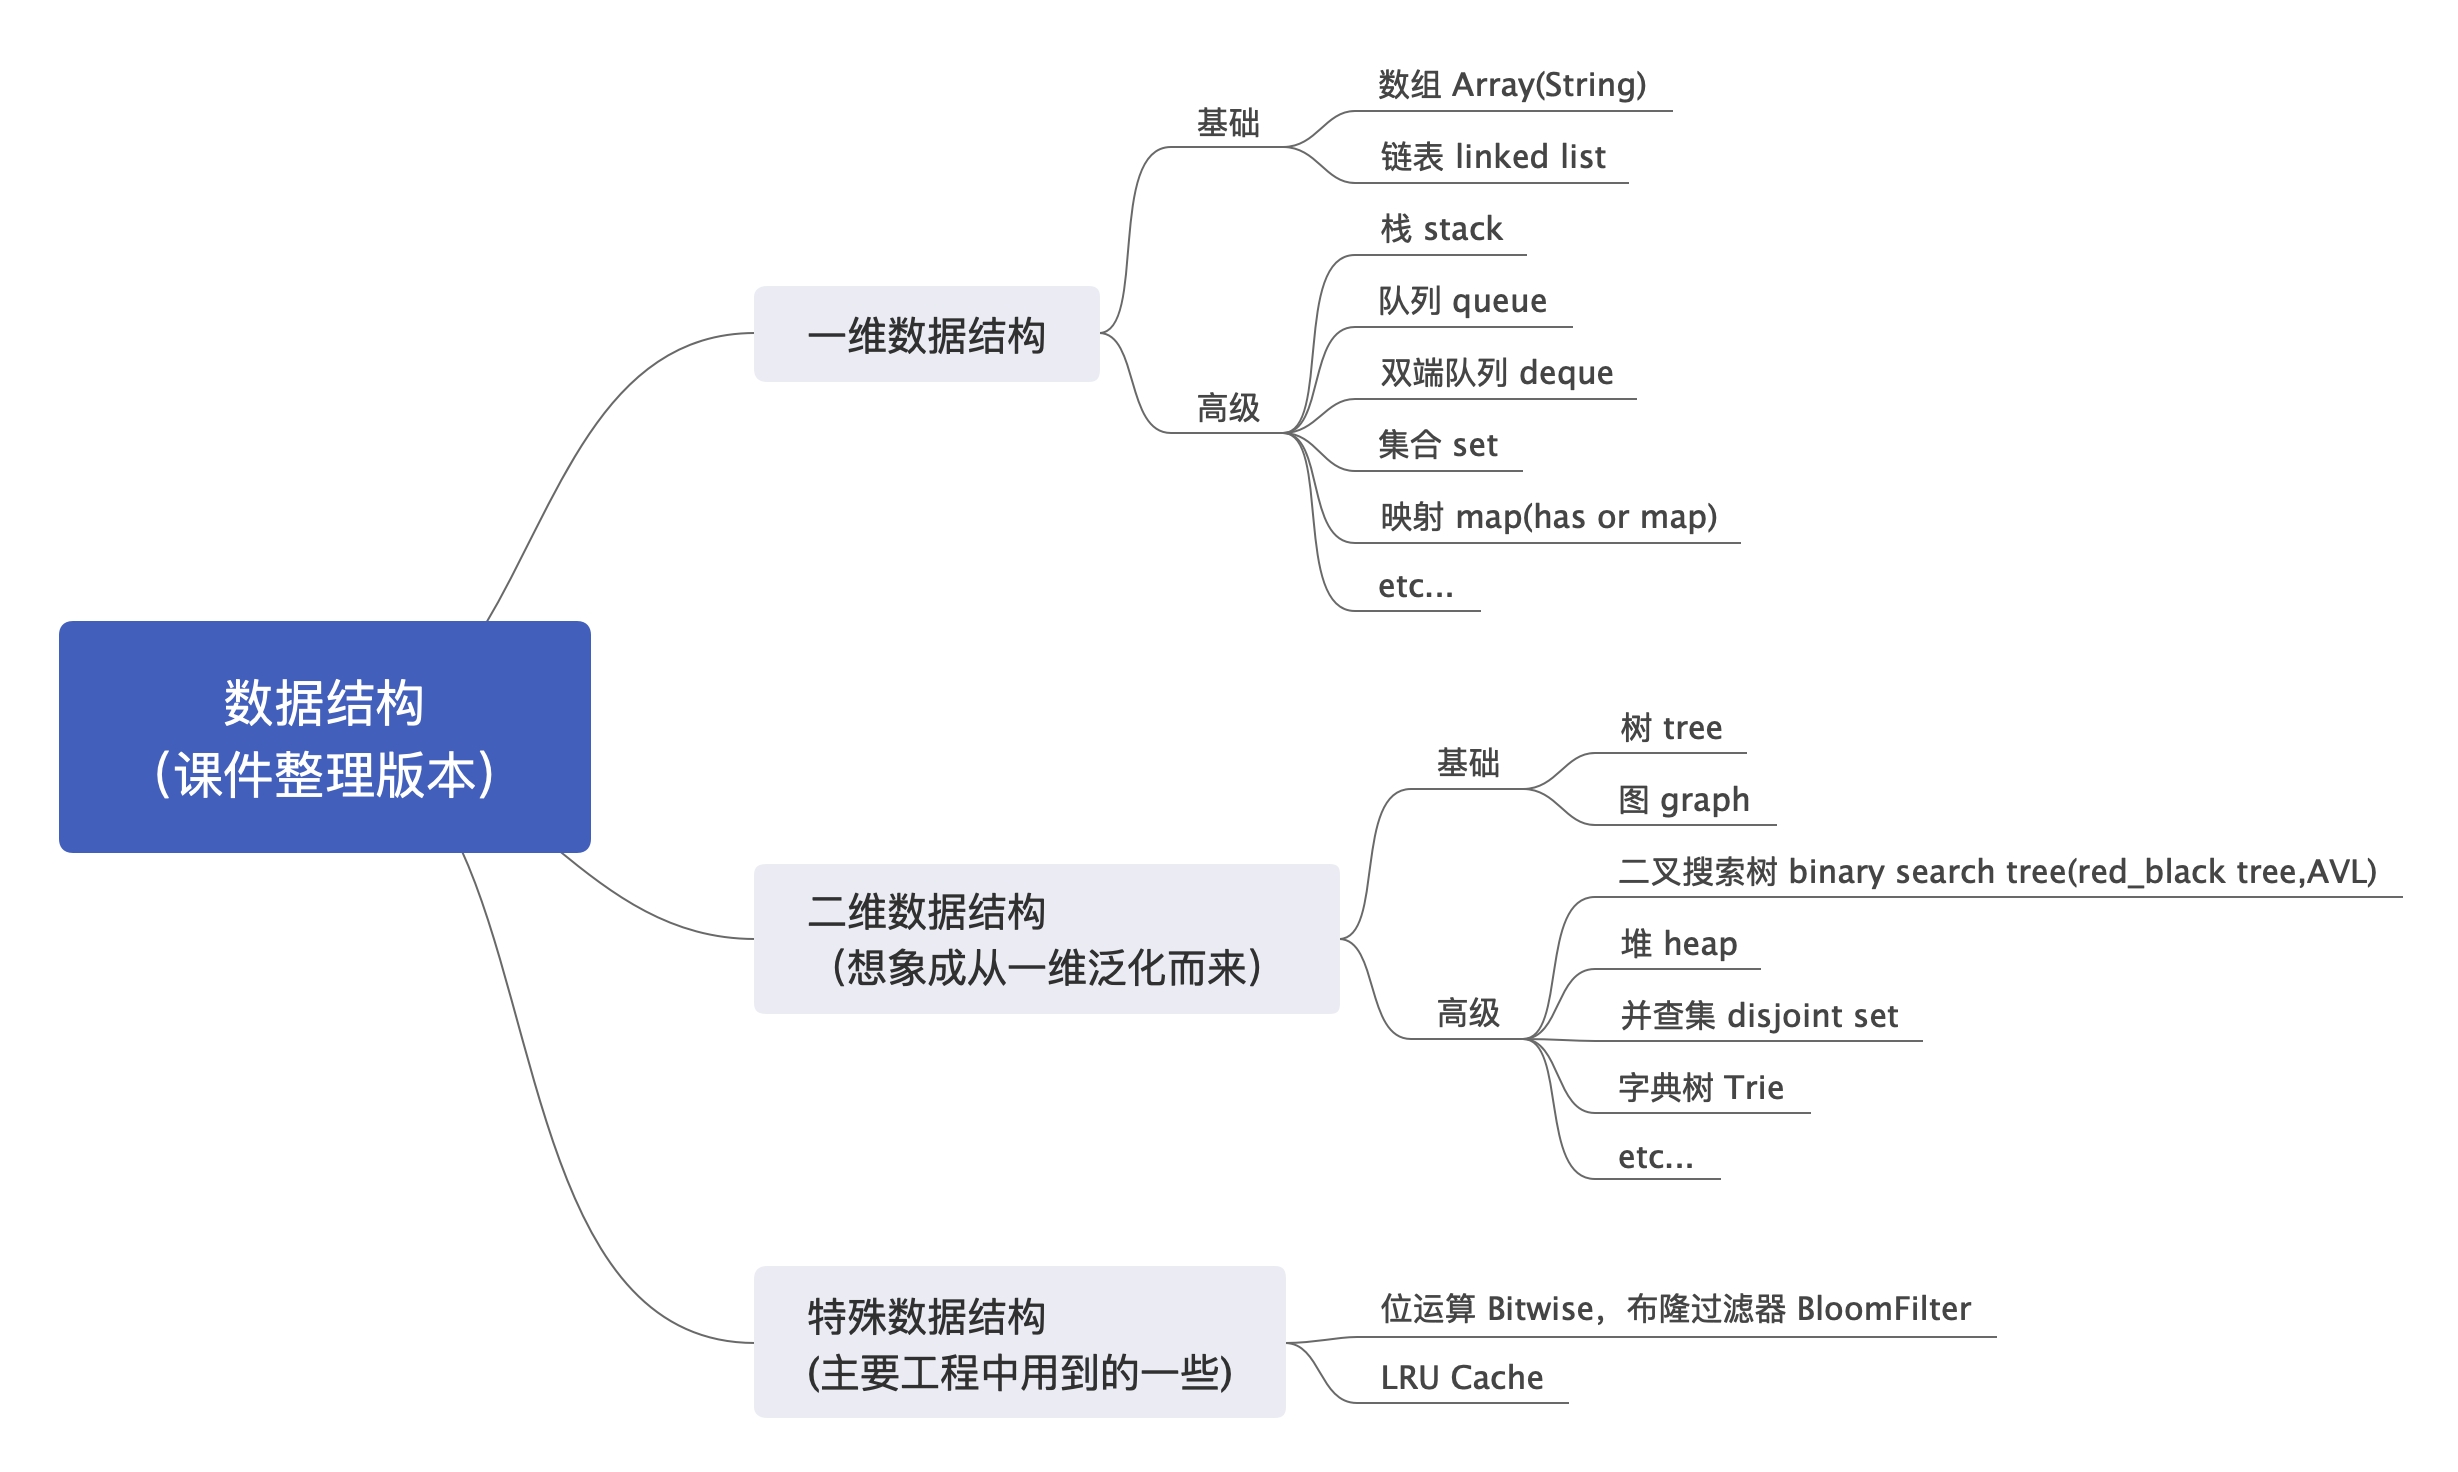 数据结构
（课件整理版本）
一维数据结构
基础
数组 Array(String)
链表 linked list
高级
栈 stack
队列 queue
双端队列 deque
集合 set
映射 map(has or map)
etc...
二维数据结构
（想象成从一维泛化而来）
基础
树 tree
图 graph
高级
二叉搜索树 binary search tree(red_black tree,AVL)
堆 heap
并查集 disjoint set
字典树 Trie
etc...
特殊数据结构
(主要工程中用到的一些)
位运算 Bitwise，布隆过滤器 BloomFilter
LRU Cache